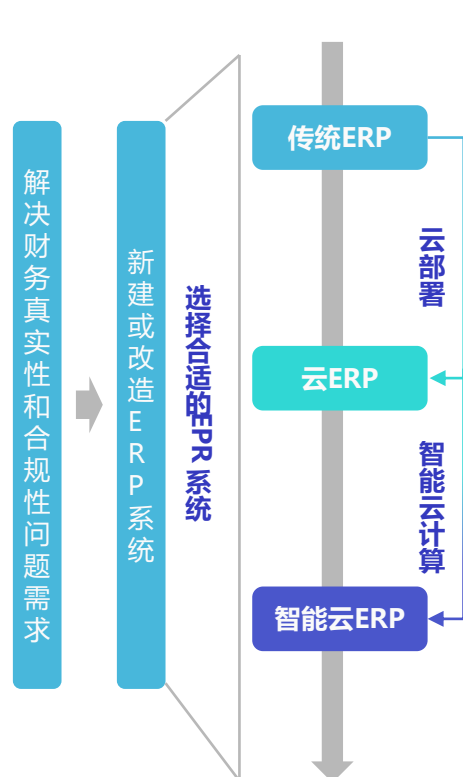 解决财务真实性和合规性问题需求
新建或改造ERP系统
选择合适的EPR 系统
传统ERP
云部署
云ERP
智能云计算
智能云ERP